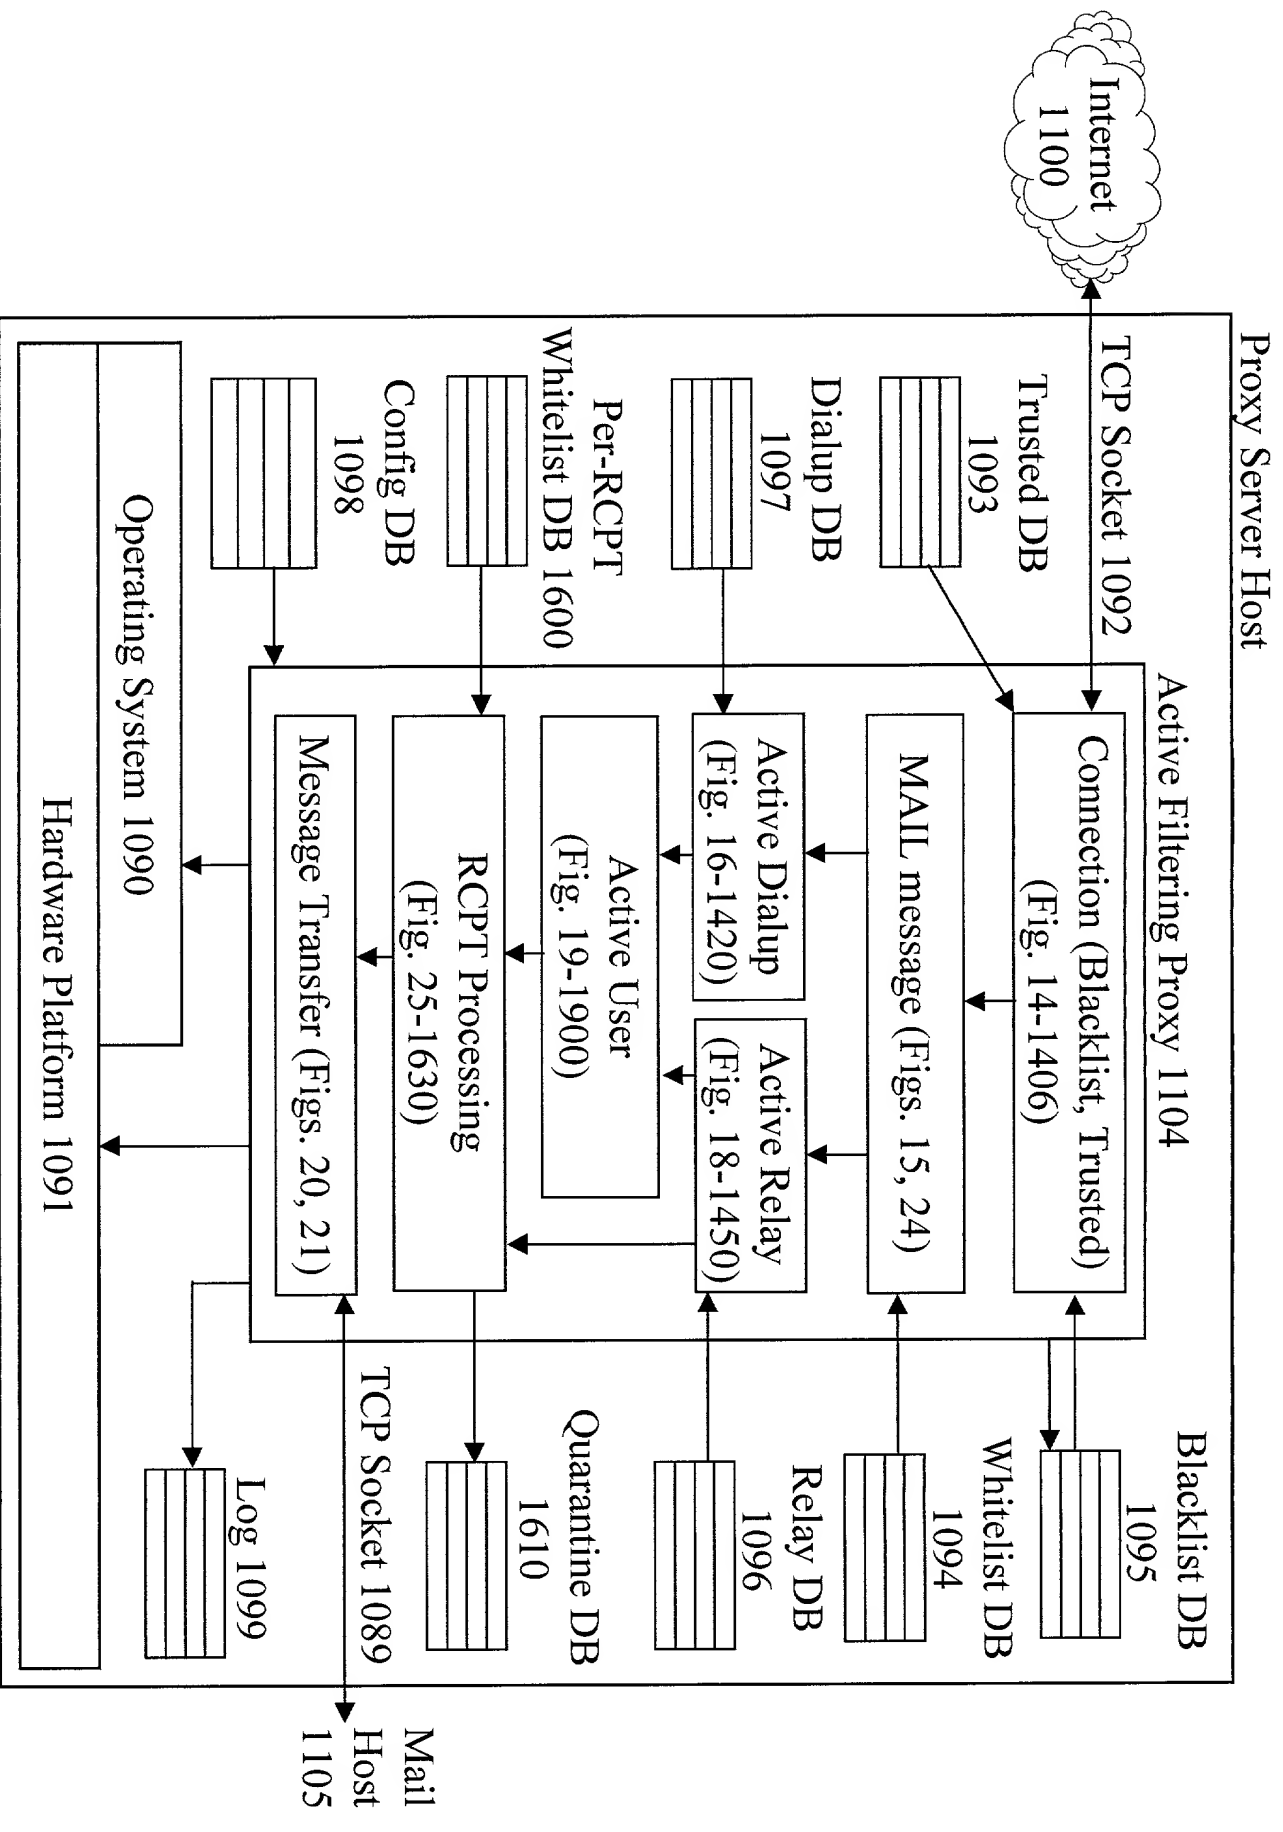 Proxy Server Host
Internet
1100
TCP Socket 1092
Trusted DB
1093
Dialup DB
1097
Per-RCPT
Whitelist DB 1600
Config DB
1098
Active Filtering Proxy 1104
Connection (Blacklist, Trusted)
(Fig. 14-1406)
MAIL message (Figs. 15, 24)
Active Dialup
(Fig. 16-1420)
Active Relay
(Fig. 18-1450)
Active User
(Fig. 19-1900)
RCPT Processing
(Fig. 25-1630)
Message Transfer (Figs. 20, 21)
Blacklist DB
1095
Whitelist DB
1094
Relay DB
1096
Quarantine DB
1610
TCP Socket 1089
Log 1099
Mail
Host
1105
Operating System 1090
Hardware Platform 1091